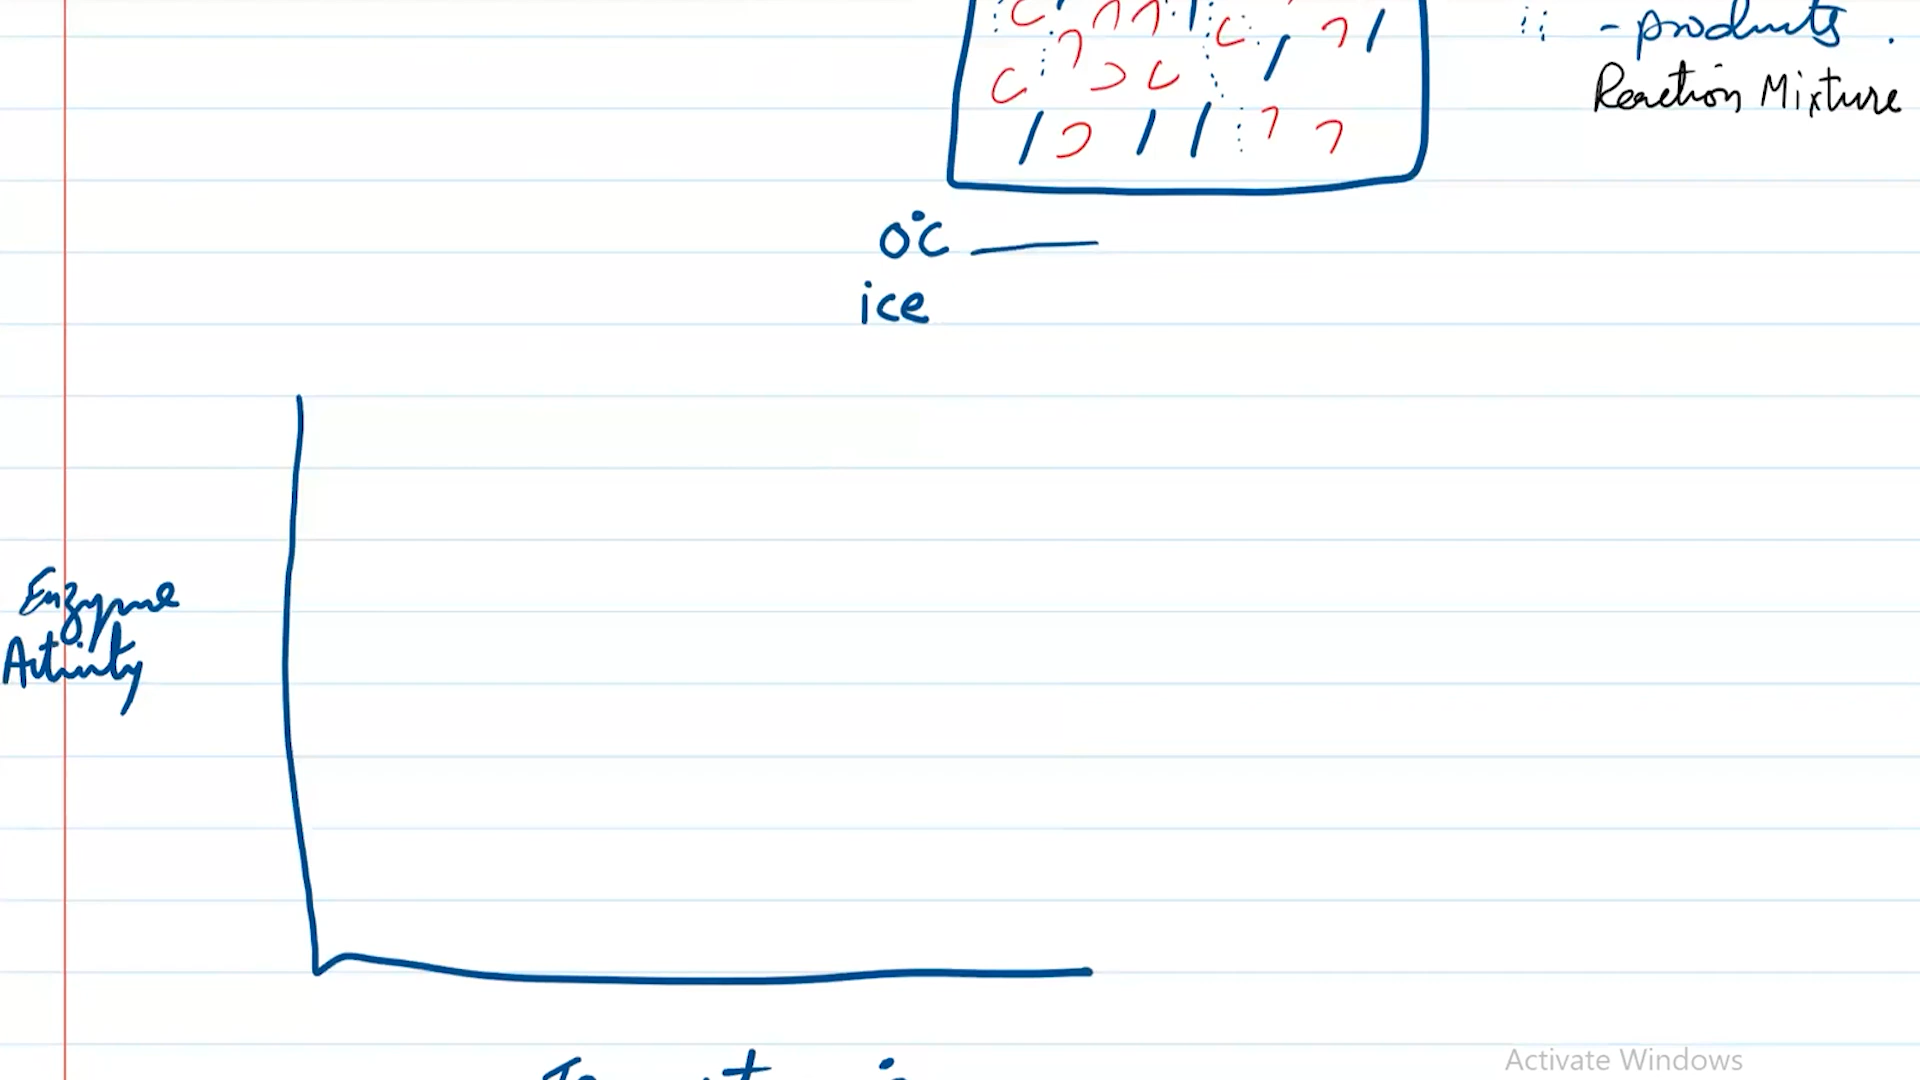 - products .
Reaction Mixture
0°C
ice
Enzyme
Activity
Activate Windows